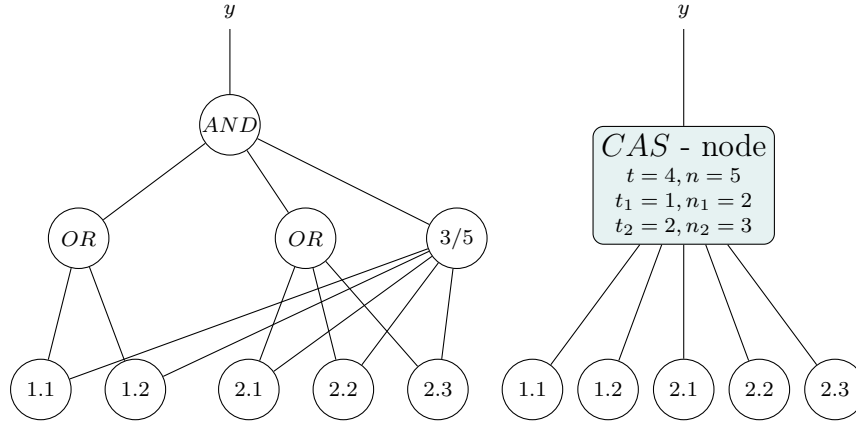 y
AND
OR
OR
3/5
1.1
1.2
2.1
2.2
2.3
y
CAS - node
t = 4, n = 5
t₁ = 1, n₁ = 2
t₂ = 2, n₂ = 3
1.1
1.2
2.1
2.2
2.3